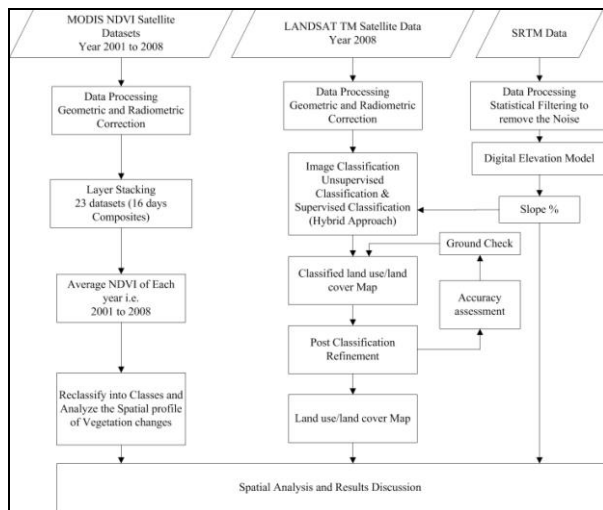 MODIS NDVI Satellite
Datasets
Year 2001 to 2008
Data Processing
Geometric and Radiometric
Correction
Layer Stacking
23 datasets (16 days
Composites)
Average NDVI of Each
year i.e.
2001 to 2008
Reclassify into Classes and
Analyze the Spatial profile
of Vegetation changes
LANDSAT TM Satellite Data
Year 2008
Data Processing
Geometric and Radiometric
Correction
Image Classification
Unsupervised
Classification &
Supervised Classification
(Hybrid Approach)
Classified land use/land
cover Map
Post Classification
Refinement
Land use/land cover Map
SRTM Data
Data Processing
Statistical Filtering to
remove the Noise
Digital Elevation Model
Slope %
Ground Check
Accuracy
assessment
Spatial Analysis and Results Discussion